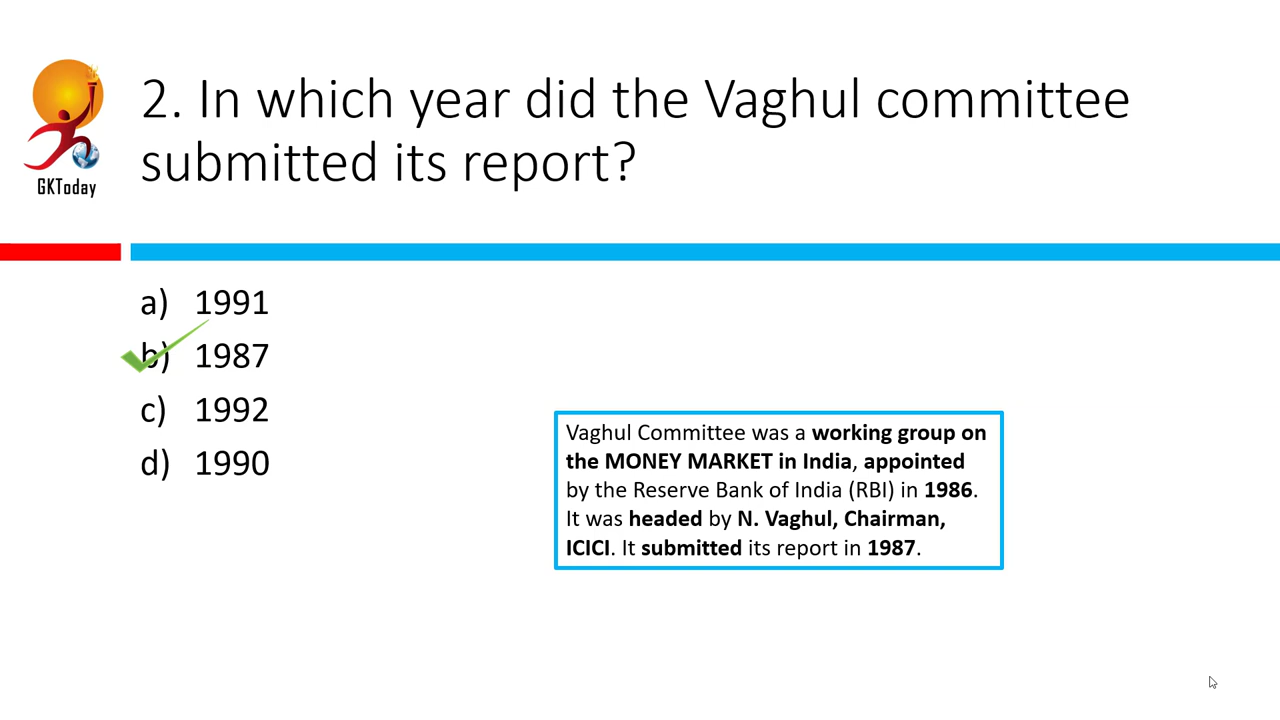 GKToday
2. In which year did the Vaghul committee
submitted its report?
a) 1991
b) 1987
c) 1992
d) 1990
Vaghul Committee was a working group on
the MONEY MARKET in India, appointed
by the Reserve Bank of India (RBI) in 1986.
It was headed by N. Vaghul, Chairman,
ICICI. It submitted its report in 1987.